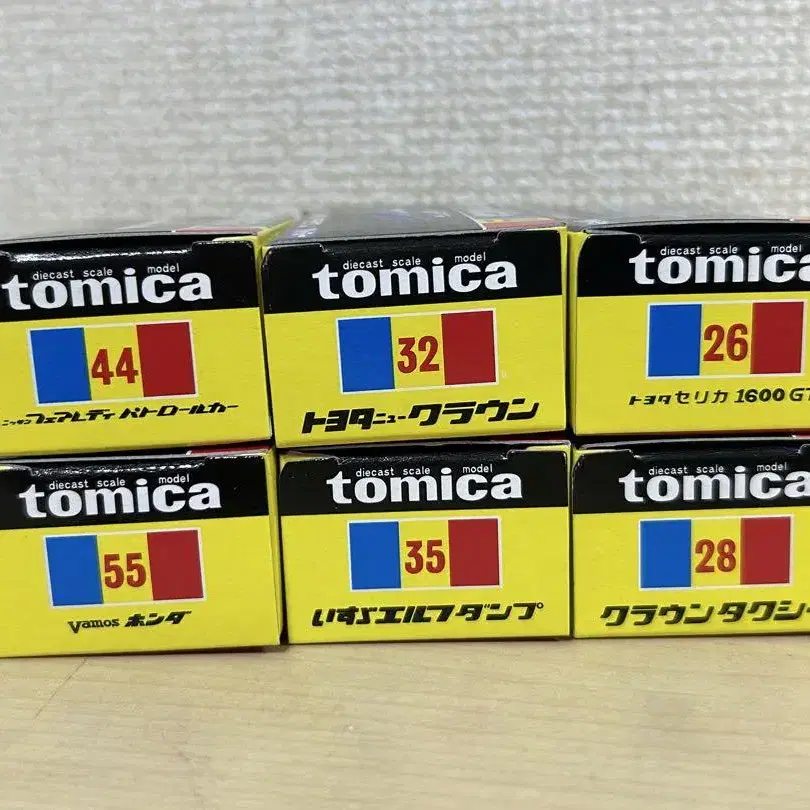 diecast scale model
tomica
44
ニッサンフェアレディ パトロールカー
diecast scale model
tomica
32
トヨタニュークラウン
diecast scale model
tomica
26
トヨタ セリカ 1600 GT
diecast scale model
tomica
55
Vamos ホンダ
diecast scale model
tomica
35
いすゞエルフダンプ
diecast scale model
tomica
28
クラウンタクシー